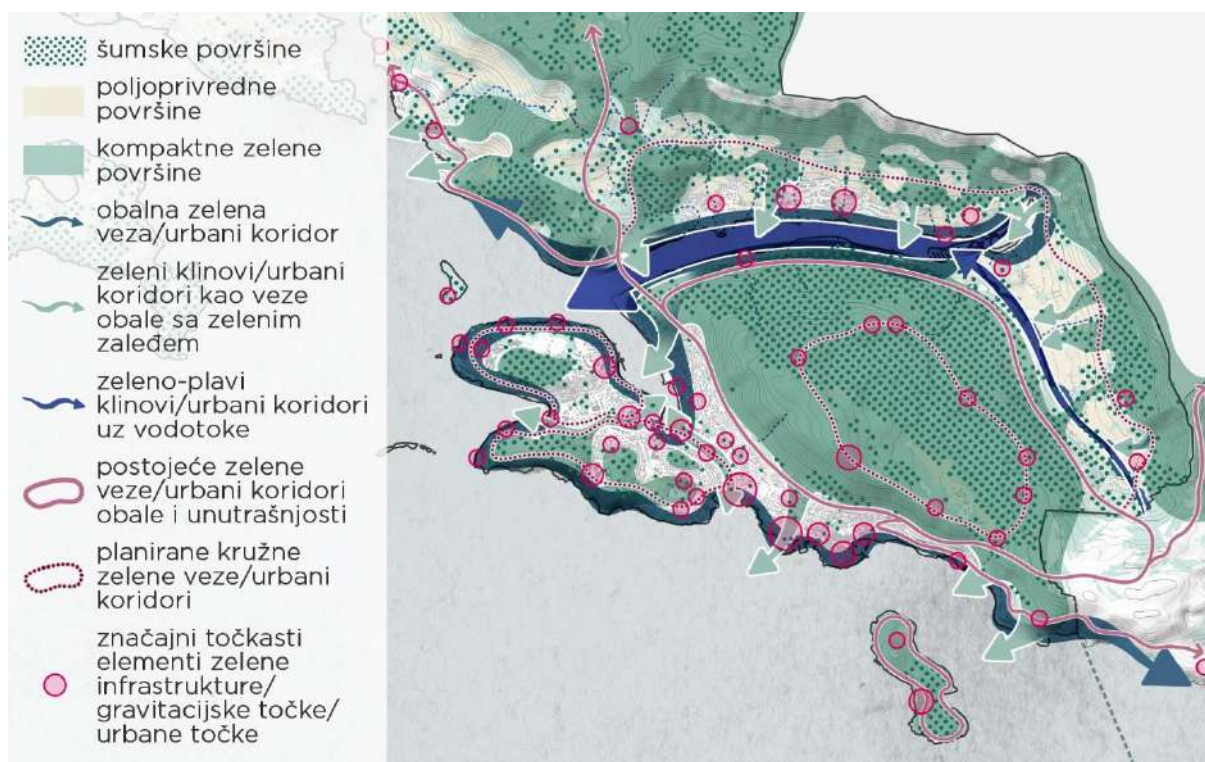 šumske površine
poljoprivredne
površine
kompaktne zelene
površine
obalna zelena
veza/urbani koridor
zeleni klinovi/urbani
koridori kao veze
obale sa zelenim
zaleđem
zeleno-plavi
klinovi/urbani koridori
uz vodotoke
postojeće zelene
veze/urbani koridori
obale i unutrašnjosti
planirane kružne
zelene veze/urbani
koridori
značajni točkasti
elementi zelene
infrastrukture/
gravitacijske točke/
urbane točke